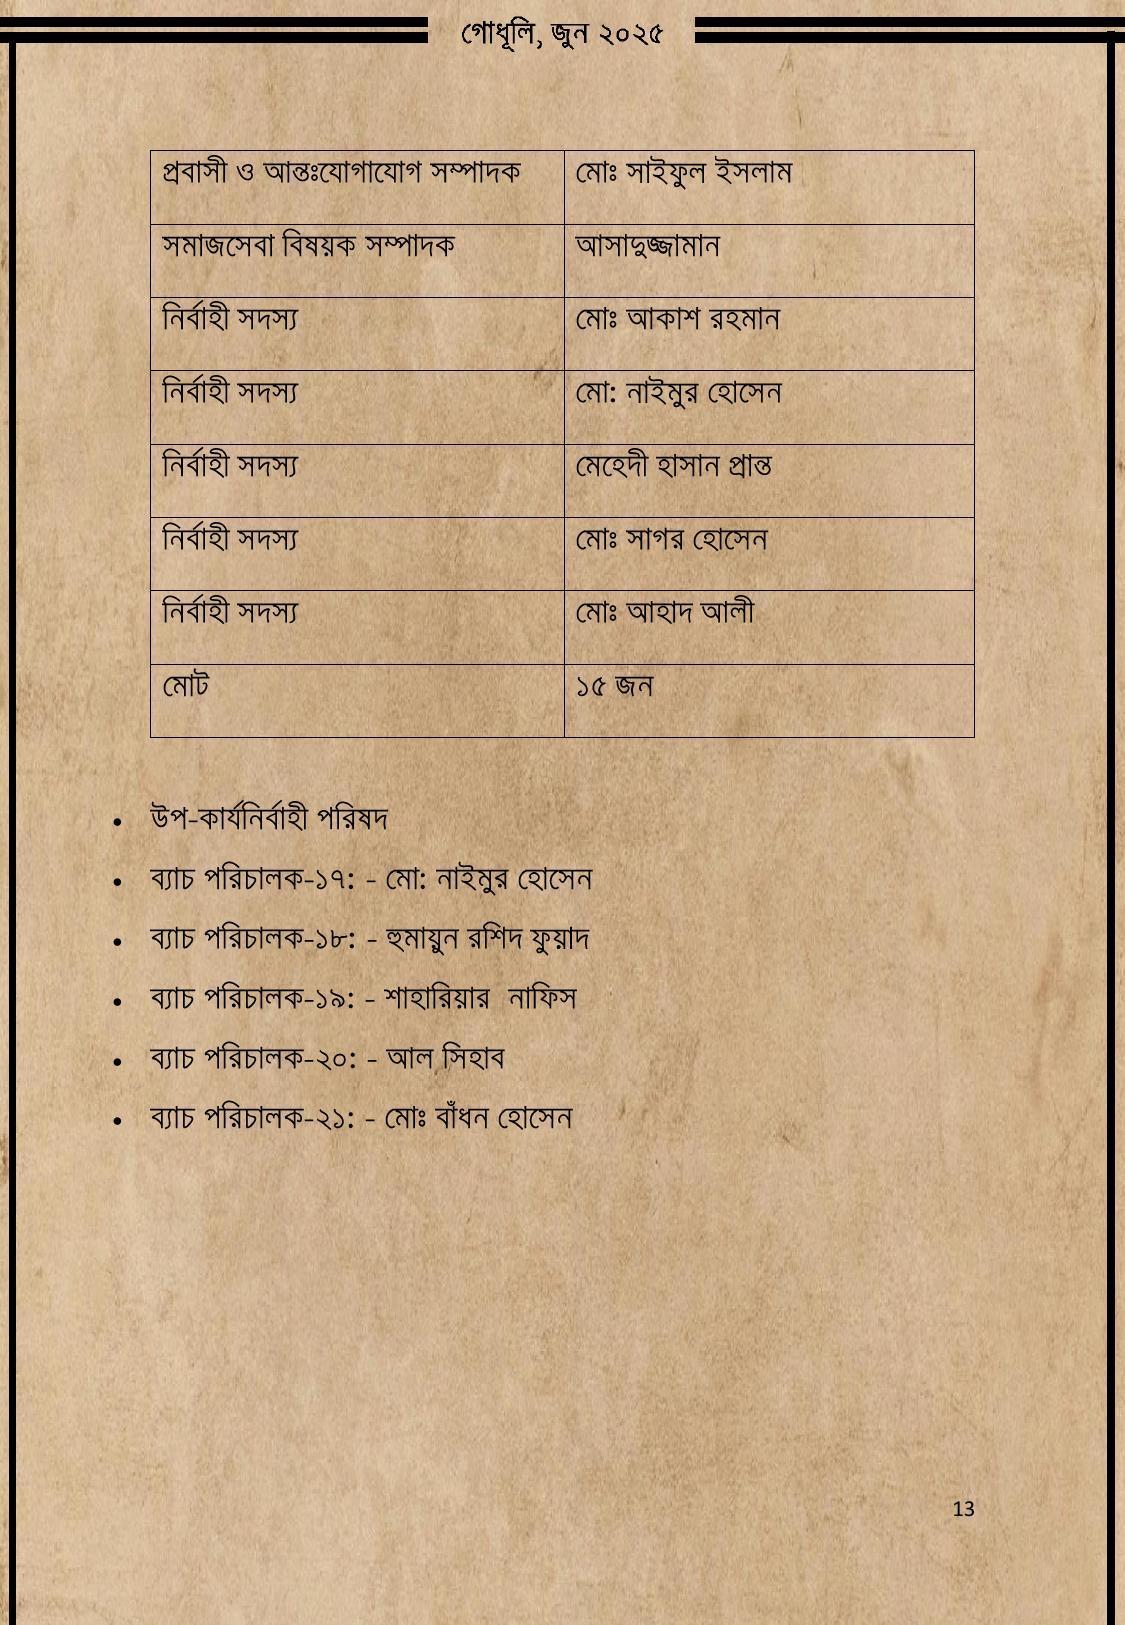 গোধূলি, জুন ২০২৫
প্রবাসী ও আন্তঃযোগাযোগ সম্পাদক মোঃ সাইফুল ইসলাম
সমাজসেবা বিষয়ক সম্পাদক আসাদুজ্জামান
নির্বাহী সদস্য মোঃ আকাশ রহমান
নির্বাহী সদস্য মো: নাইমুর হোসেন
নির্বাহী সদস্য মেহেদী হাসান প্রান্ত
নির্বাহী সদস্য মোঃ সাগর হোসেন
নির্বাহী সদস্য মোঃ আহাদ আলী
মোট ১৫ জন
• উপ-কার্যনির্বাহী পরিষদ
• ব্যাচ পরিচালক-১৭: - মো: নাইমুর হোসেন
• ব্যাচ পরিচালক-১৮: - হুমায়ুন রশিদ ফুয়াদ
• ব্যাচ পরিচালক-১৯: - শাহারিয়ার নাফিস
• ব্যাচ পরিচালক-২০: - আল সিহাব
• ব্যাচ পরিচালক-২১: - মোঃ বাঁধন হোসেন
13